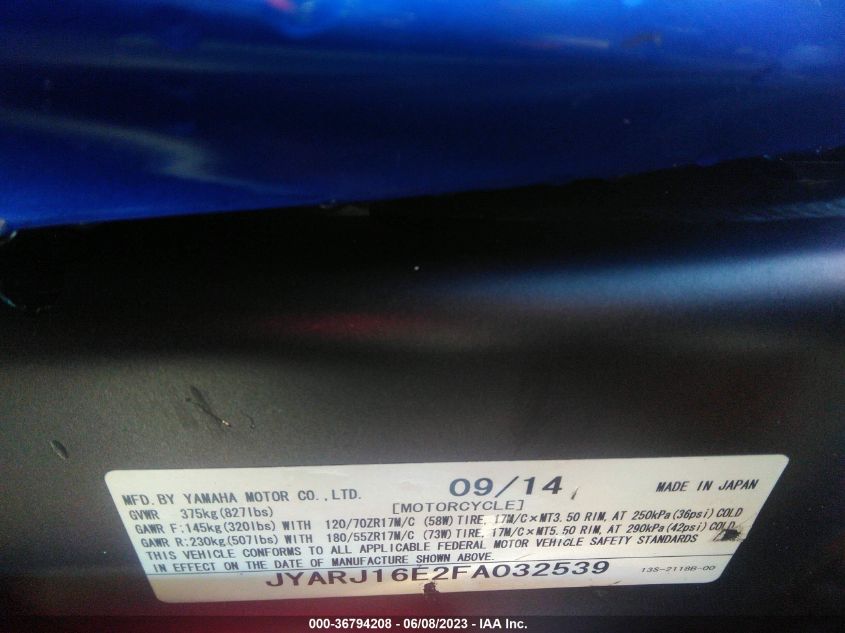 MFD. BY YAMAHA MOTOR CO., LTD. 09/14 MADE IN JAPAN
GVWR 375kg(827lbs) [MOTORCYCLE]
GAWR F:145kg(320lbs) WITH 120/70ZR17M/C (58W) TIRE, 17M/C×MT3.50 RIM, AT 250kPa(36psi) COLD
GAWR R:230kg(507lbs) WITH 180/55ZR17M/C (73W) TIRE, 17M/C×MT5.50 RIM, AT 290kPa(42psi) COLD
THIS VEHICLE CONFORMS TO ALL APPLICABLE FEDERAL MOTOR VEHICLE SAFETY STANDARDS
IN EFFECT ON THE DATE OF MANUFACTURE SHOWN ABOVE.
JYARJ16E2FA032539 13S-2118B-00
000-36794208 - 06/08/2023 - IAA Inc.